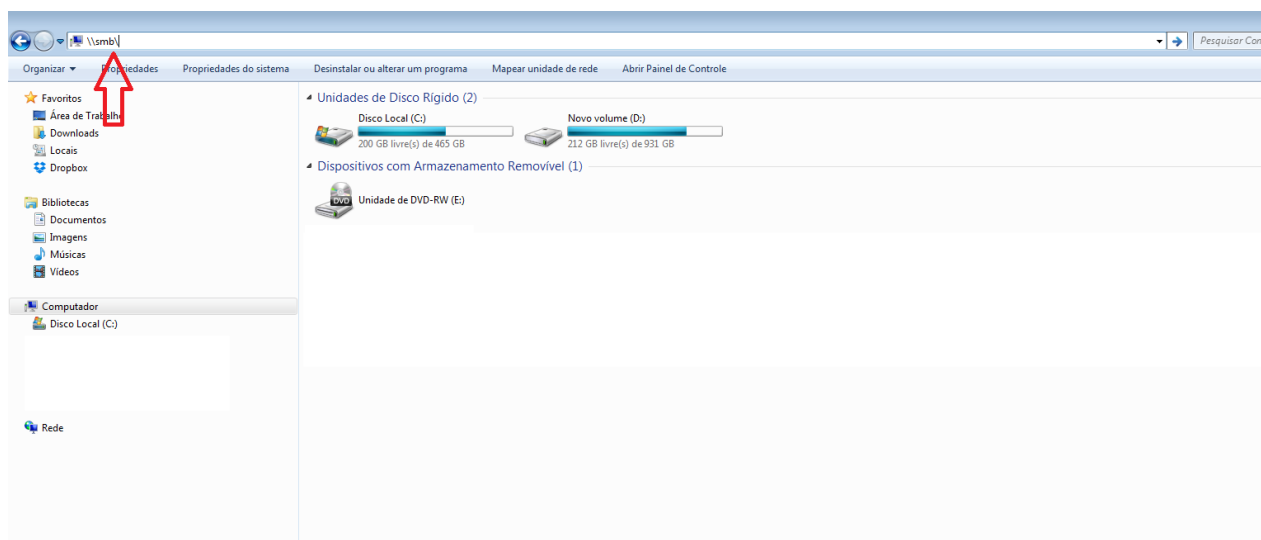 \\smb\
Pesquisar Con
Organizar
Propriedades
Propriedades do sistema
Desinstalar ou alterar um programa
Mapear unidade de rede
Abrir Painel de Controle
Favoritos
Área de Trabalho
Downloads
Locais
Dropbox
Bibliotecas
Documentos
Imagens
Músicas
Vídeos
Computador
Disco Local (C:)
Rede
Unidades de Disco Rígido (2)
Disco Local (C:)
200 GB livre(s) de 465 GB
Novo volume (D:)
212 GB livre(s) de 931 GB
Dispositivos com Armazenamento Removível (1)
DVD
Unidade de DVD-RW (E:)